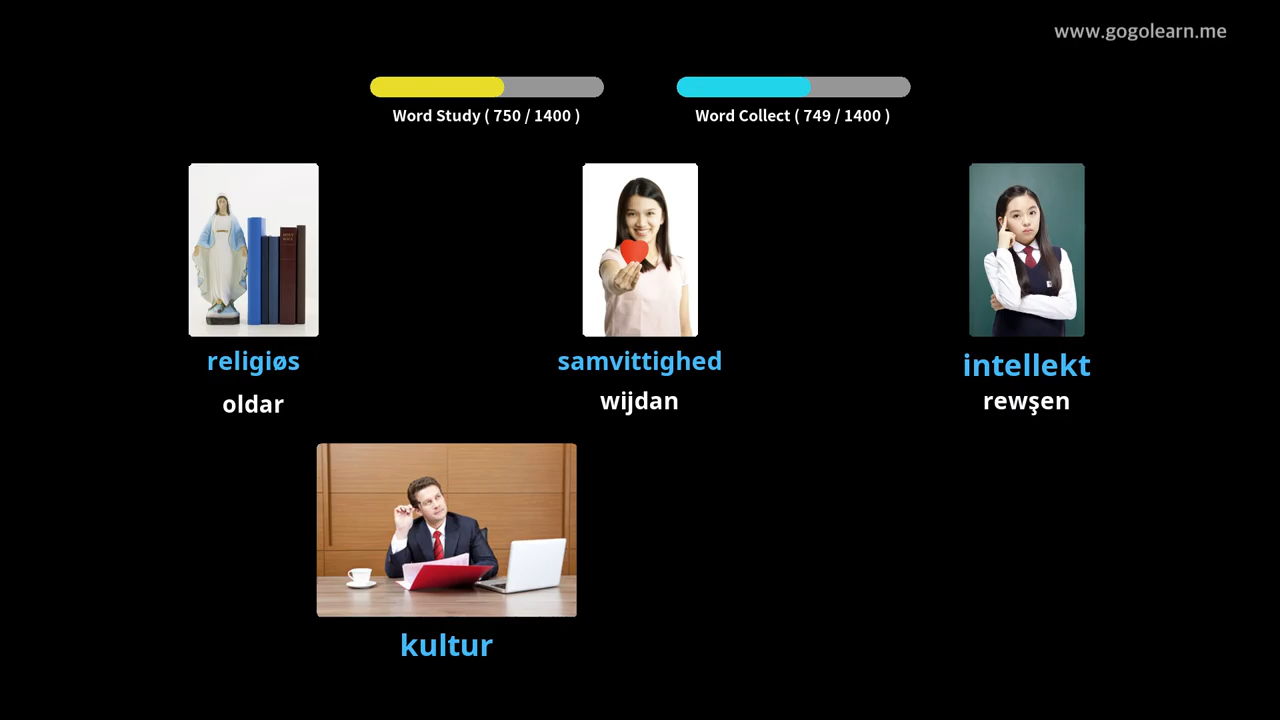 www.gogolearn.me
Word Study ( 750 / 1400 )
Word Collect ( 749 / 1400 )
religiøs
samvittighed
intellekt
oldar
wijdan
rewşen
kultur